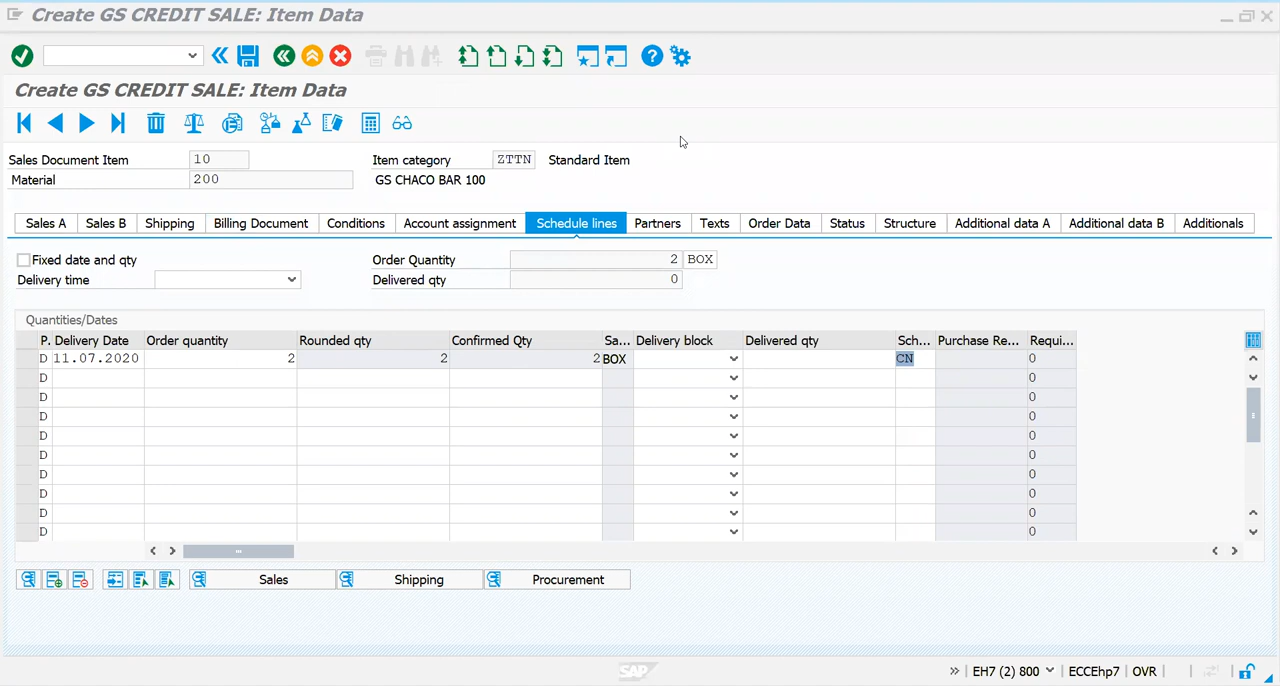 Create GS CREDIT SALE: Item Data
Create GS CREDIT SALE: Item Data
Sales Document Item 10 Item category ZTTN Standard Item
Material 200 GS CHACO BAR 100
Sales A Sales B Shipping Billing Document Conditions Account assignment Schedule lines Partners Texts Order Data Status Structure Additional data A Additional data B Additionals
Fixed date and qty Order Quantity 2 BOX
Delivery time Delivered qty 0
Quantities/Dates
P. Delivery Date Order quantity Rounded qty Confirmed Qty Sa... Delivery block Delivered qty Sch... Purchase Re... Requi...
D 11.07.2020 2 2 2 BOX CN 0
D 0
D 0
D 0
D 0
D 0
D 0
D 0
D 0
D 0
Sales Shipping Procurement
SAP EH7 (2) 800 ECCEhp7 OVR